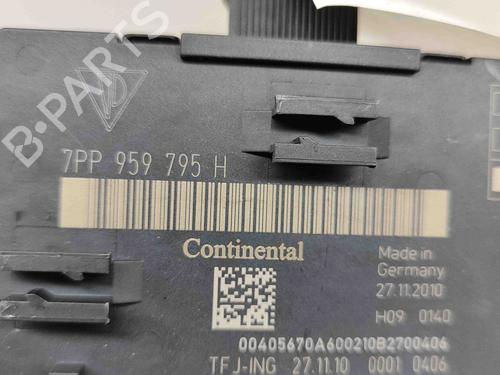 B-PARTS
7PP 959 795 H
Continental
Made in
Germany
27.11.2010
H09 0140
00405670A600210B2700406
TFJ-ING 27.11.10 0001 0406